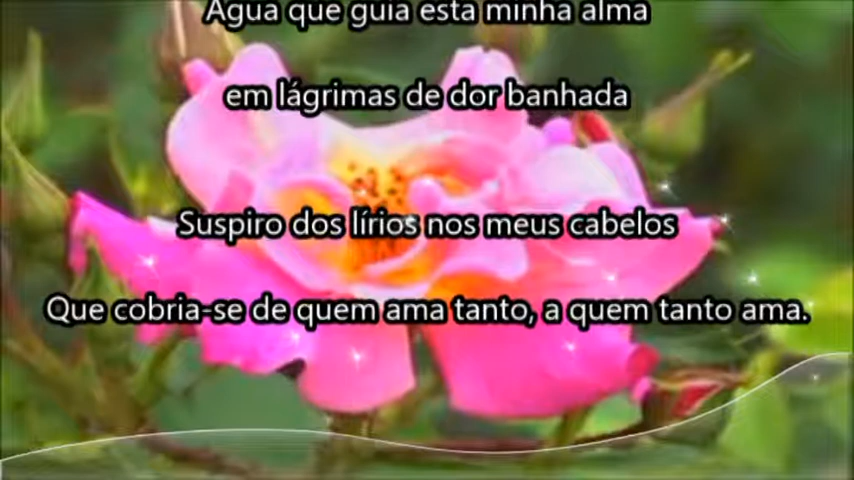 Água que guia esta minha alma
em lágrimas de dor banhada
Suspiro dos lírios nos meus cabelos
Que cobria-se de quem ama tanto, a quem tanto ama.